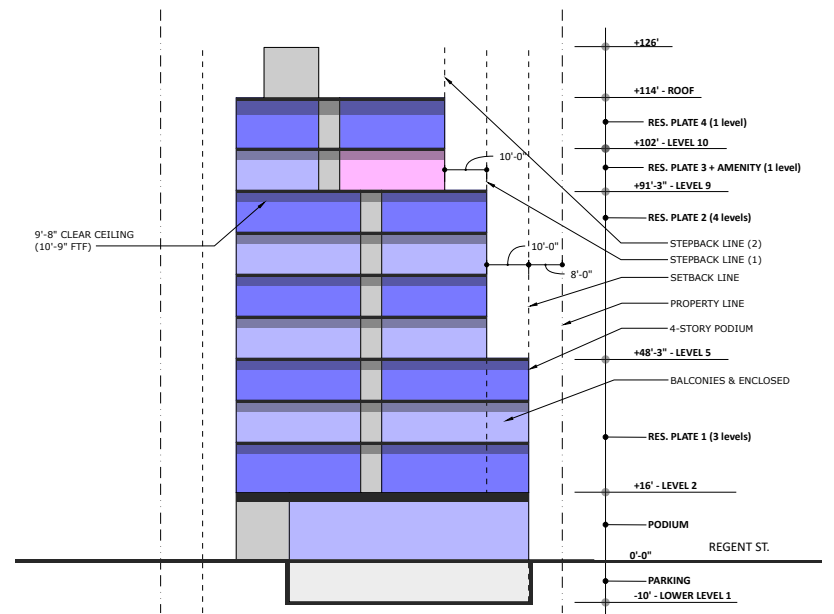 +126'
+114' - ROOF
RES. PLATE 4 (1 level)
+102' - LEVEL 10
10'-0"
RES. PLATE 3 + AMENITY (1 level)
+91'-3" - LEVEL 9
RES. PLATE 2 (4 levels)
9'-8" CLEAR CEILING
(10'-9" FTF)
10'-0"
STEPBACK LINE (2)
STEPBACK LINE (1)
8'-0"
SETBACK LINE
PROPERTY LINE
4-STORY PODIUM
+48'-3" - LEVEL 5
BALCONIES & ENCLOSED
RES. PLATE 1 (3 levels)
+16' - LEVEL 2
PODIUM
REGENT ST.
0'-0"
PARKING
-10' - LOWER LEVEL 1